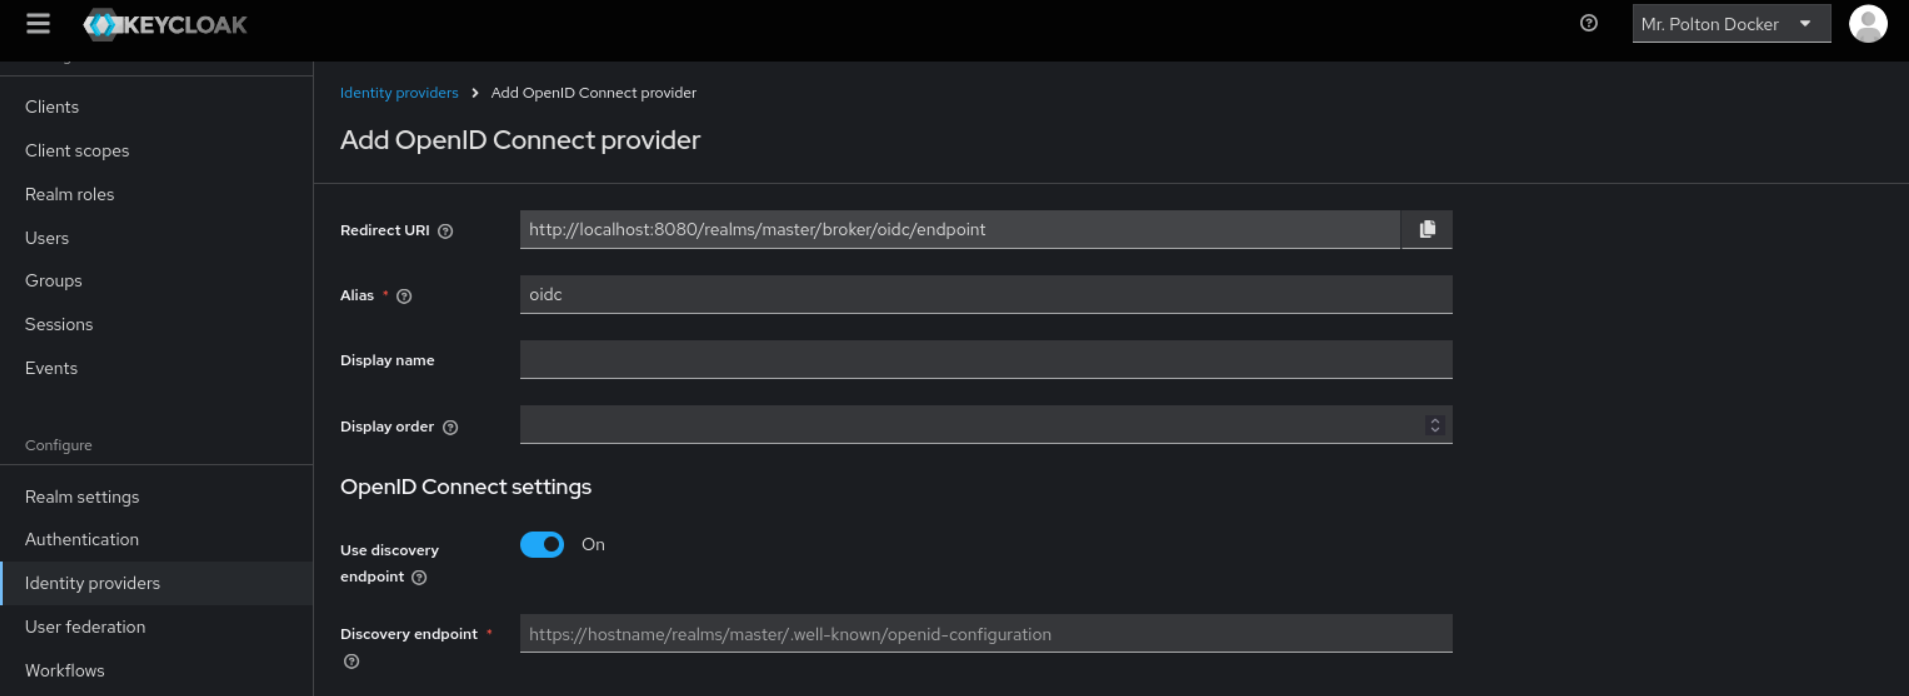 KEYCLOAK
Mr. Polton Docker
Clients
Client scopes
Realm roles
Users
Groups
Sessions
Events
Configure
Realm settings
Authentication
Identity providers
User federation
Workflows
Identity providers > Add OpenID Connect provider
Add OpenID Connect provider
Redirect URI
http://localhost:8080/realms/master/broker/oidc/endpoint
Alias *
oidc
Display name
Display order
OpenID Connect settings
Use discovery
endpoint
On
Discovery endpoint *
https://hostname/realms/master/.well-known/openid-configuration